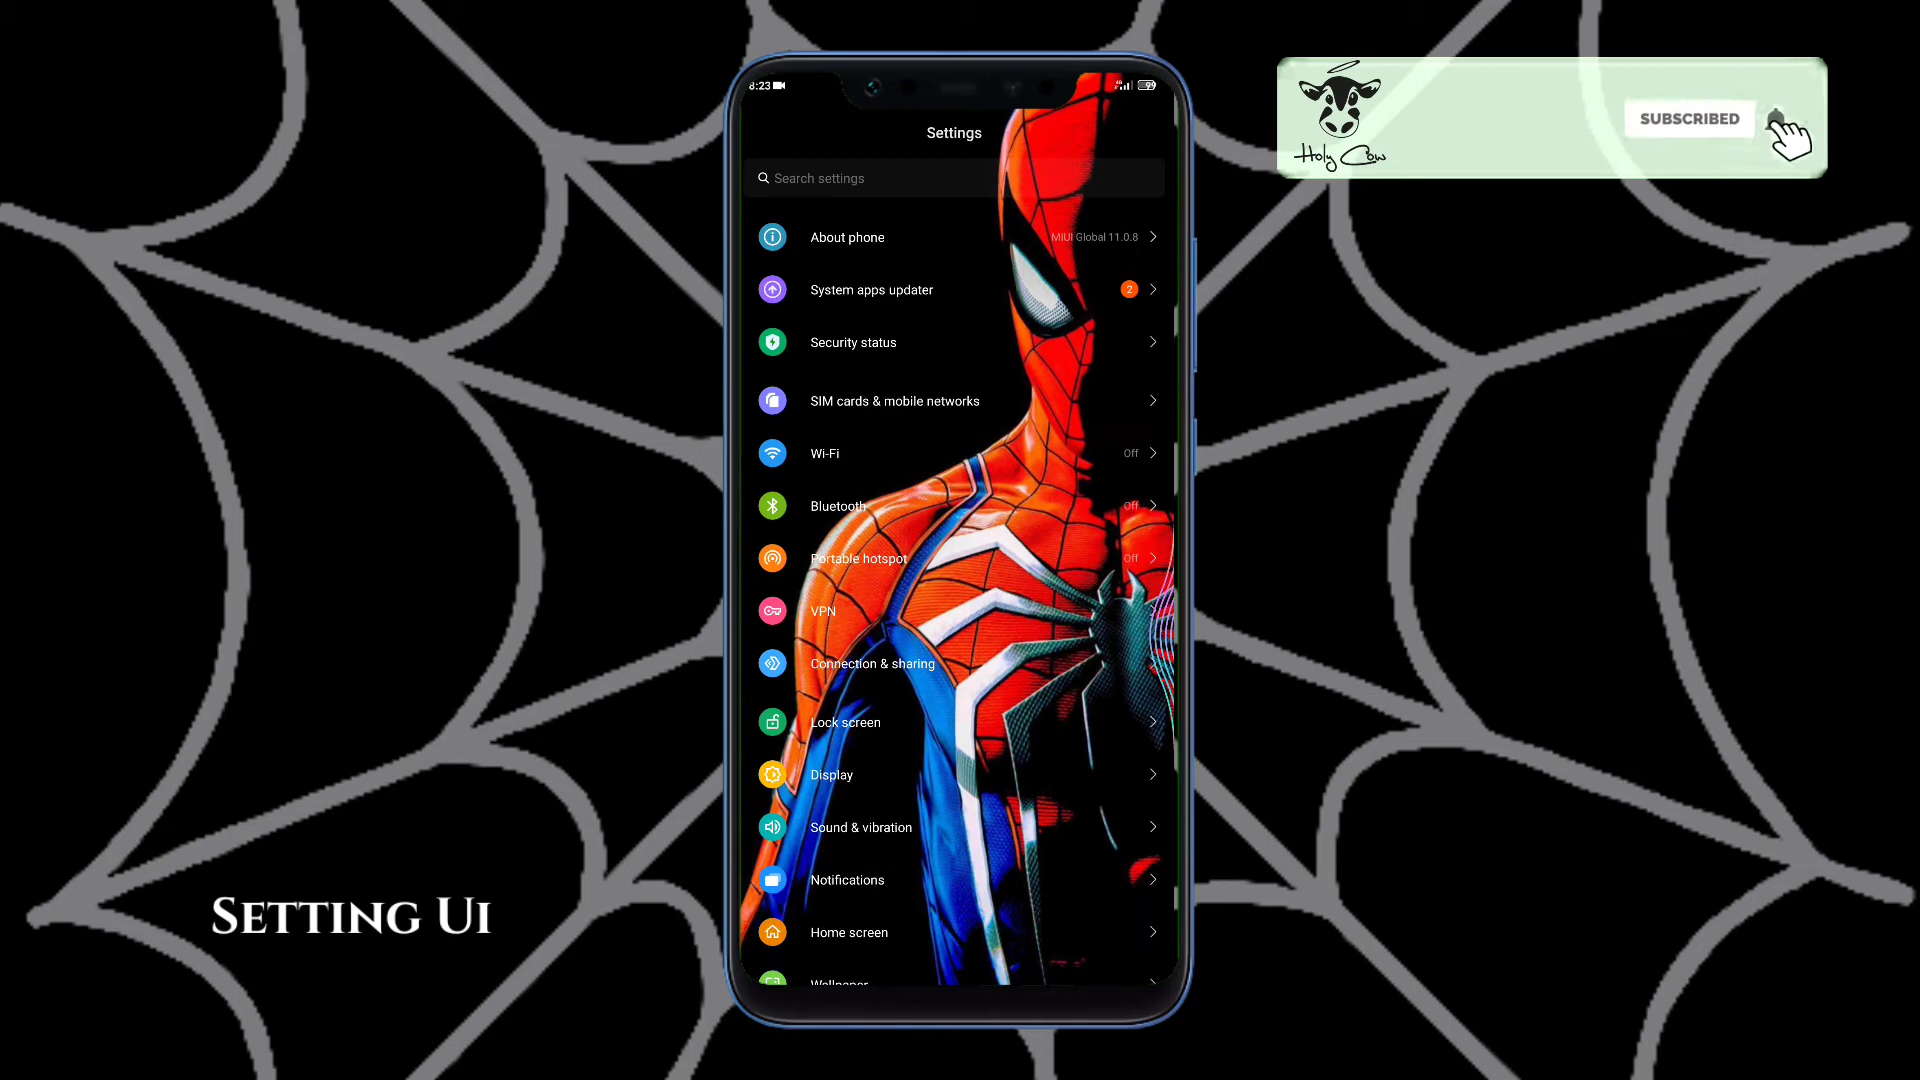 8:23
99
Settings
Search settings
About phone
MIUI Global 11.0.8
System apps updater
2
Security status
SIM cards & mobile networks
Wi-Fi
Off
Bluetooth
Off
Portable hotspot
Off
VPN
Connection & sharing
Lock screen
Display
Sound & vibration
Notifications
Home screen
Wallpaper
Holy Cow
SUBSCRIBED
Setting Ui